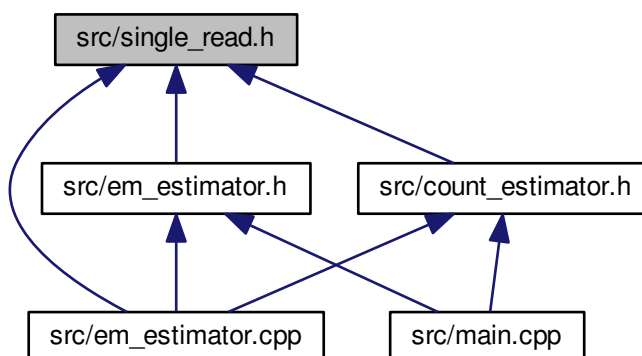 src/single_read.h
src/em_estimator.h
src/count_estimator.h
src/em_estimator.cpp
src/main.cpp